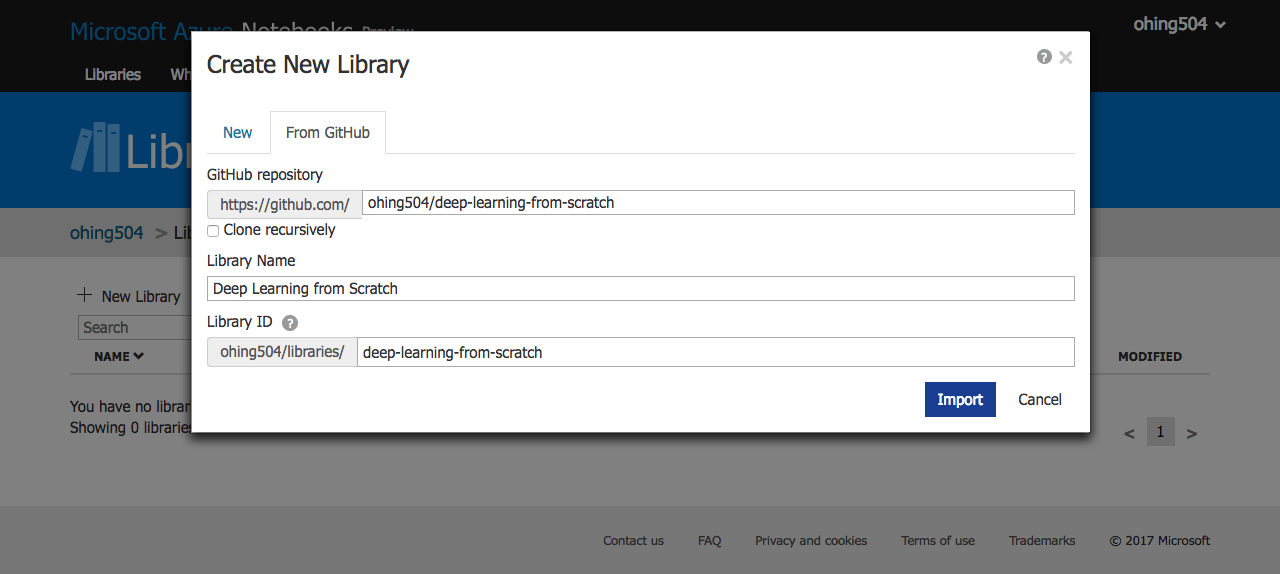 Microsoft Azure Notebooks Preview
ohing504
Libraries
Wh
Create New Library
New
From GitHub
GitHub repository
https://github.com/
ohing504/deep-learning-from-scratch
Clone recursively
Library Name
Deep Learning from Scratch
Library ID
ohing504/libraries/
deep-learning-from-scratch
Import
Cancel
Lib
ohing504 > Li
+ New Library
Search
NAME
MODIFIED
You have no librar
Showing 0 libraries
< 1 >
Contact us
FAQ
Privacy and cookies
Terms of use
Trademarks
© 2017 Microsoft